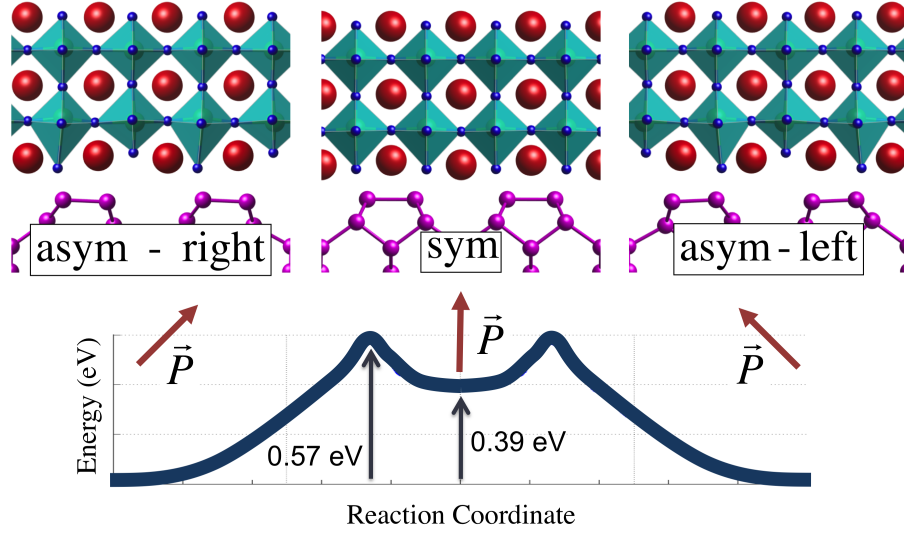 asym - right
sym
asym - left
P⃗
P⃗
P⃗
Energy (eV)
0.57 eV
0.39 eV
Reaction Coordinate